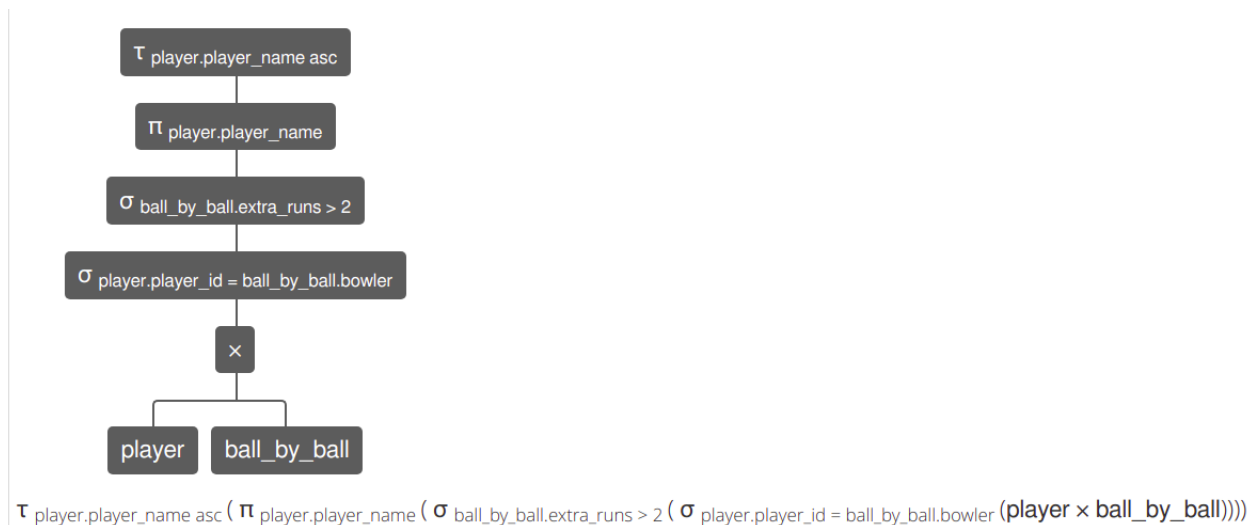 τ player.player_name asc
π player.player_name
σ ball_by_ball.extra_runs > 2
σ player.player_id = ball_by_ball.bowler
×
player ball_by_ball
τ player.player_name asc ( π player.player_name ( σ ball_by_ball.extra_runs > 2 ( σ player.player_id = ball_by_ball.bowler (player × ball_by_ball))))